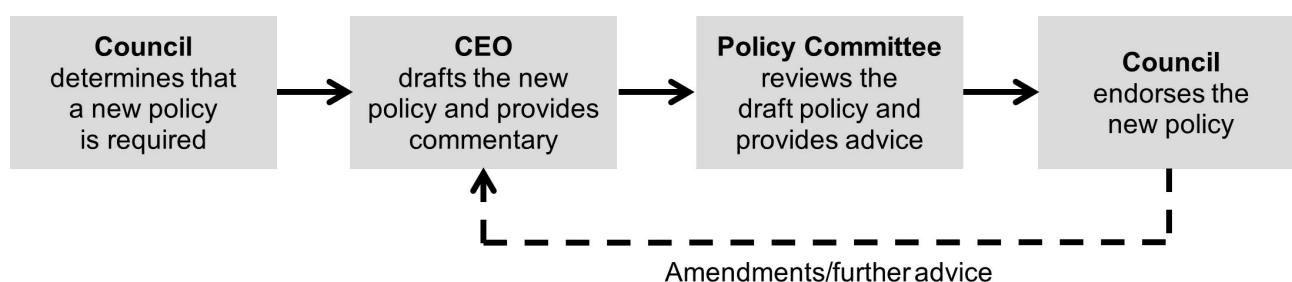 Council
determines that
a new policy
is required
CEO
drafts the new
policy and provides
commentary
Policy Committee
reviews the
draft policy and
provides advice
Council
endorses the
new policy
Amendments/further advice